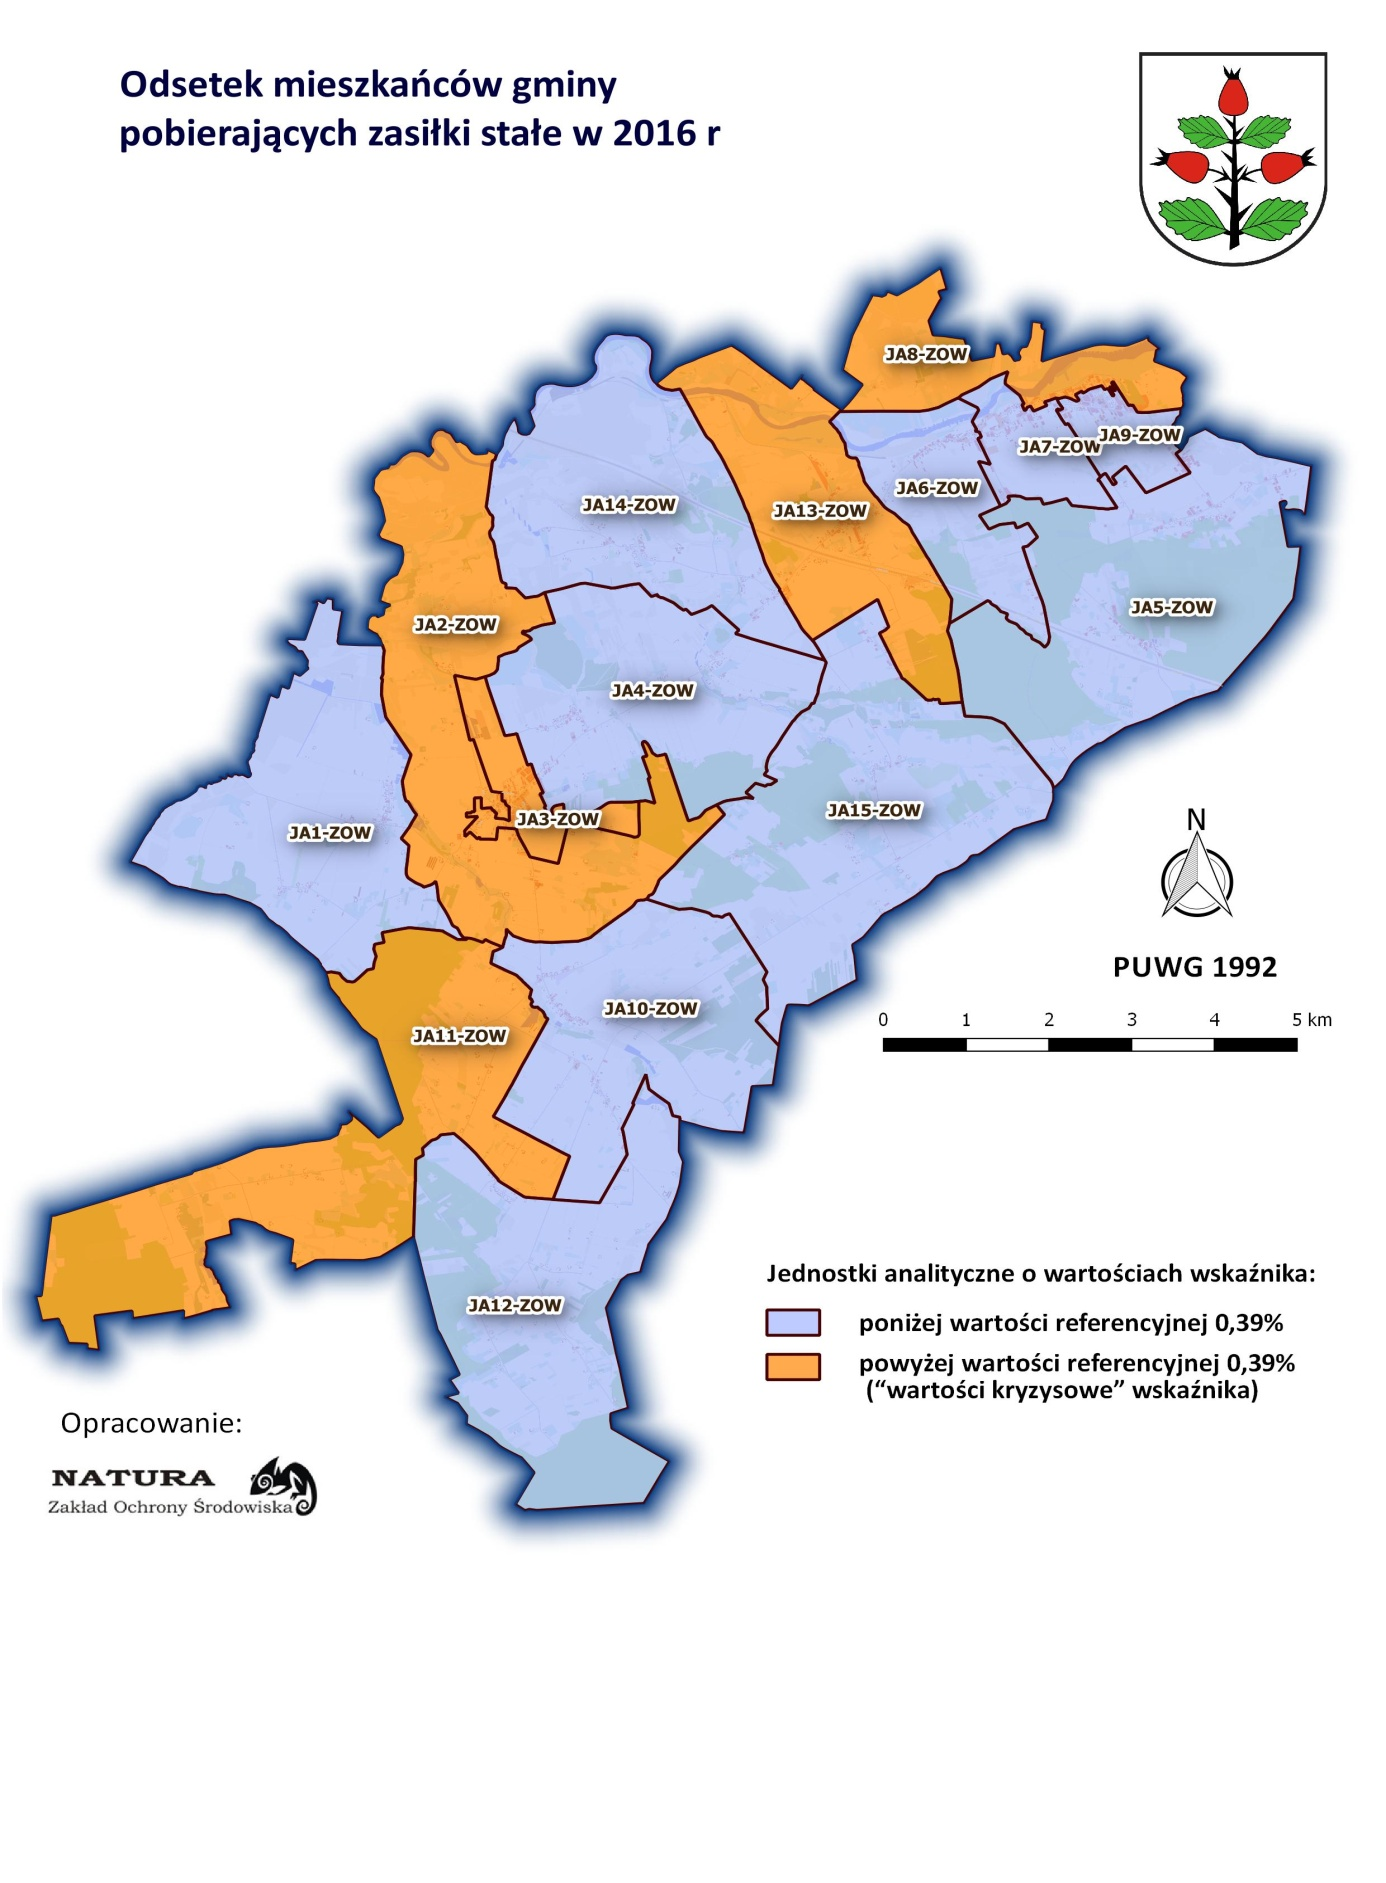 Odsetek mieszkańców gminy
pobierających zasiłki stałe w 2016 r
JA8-ZOW
JA9-ZOW
JA7-ZOW
JA6-ZOW
JA14-ZOW
JA13-ZOW
JA5-ZOW
JA2-ZOW
JA4-ZOW
JA15-ZOW
JA3-ZOW
JA1-ZOW
N
PUWG 1992
JA10-ZOW
0 1 2 3 4 5 km
JA11-ZOW
JA12-ZOW
Jednostki analityczne o wartościach wskaźnika:
poniżej wartości referencyjnej 0,39%
powyżej wartości referencyjnej 0,39%
(“wartości kryzysowe” wskaźnika)
Opracowanie:
NATURA
Zakład Ochrony Środowiska